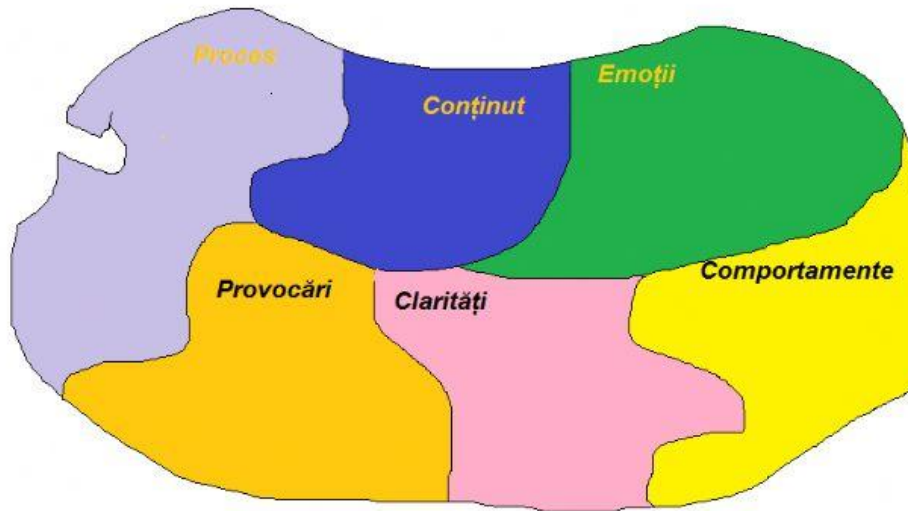 Proces
Conținut
Emoții
Provocări
Clarități
Comportamente